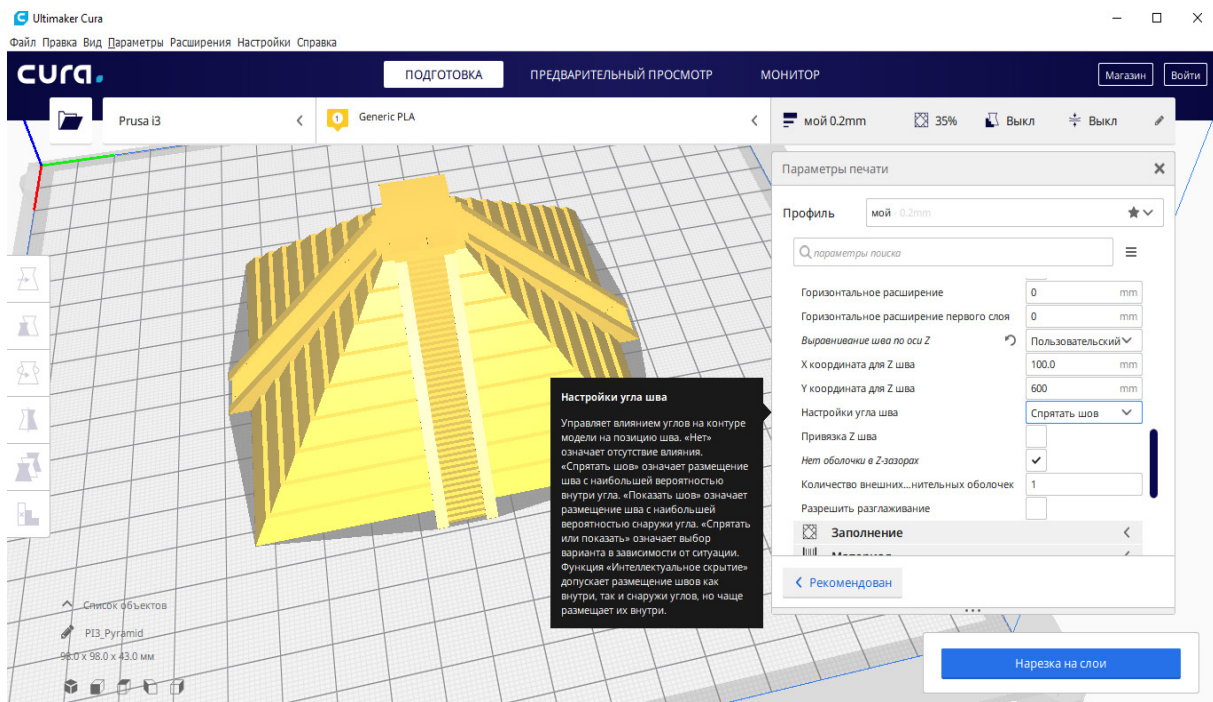 Ultimaker Cura
Файл Правка Вид Параметры Расширения Настройки Справка
cura.
ПОДГОТОВКА
ПРЕДВАРИТЕЛЬНЫЙ ПРОСМОТР
МОНИТОР
Магазин
Войти
Prusa i3
1
Generic PLA
мой 0.2mm
35%
Выкл
Выкл
Параметры печати
Профиль
мой 0.2mm
параметры поиска
Горизонтальное расширение 0 mm
Горизонтальное расширение первого слоя 0 mm
Выравнивание шва по оси Z Пользовательский
X координата для Z шва 100.0 mm
Y координата для Z шва 600 mm
Настройки угла шва Спрятать шов
Привязка Z шва
Нет оболочки в Z-зазорах
Количество внешних...нительных оболочек 1
Разрешить разглаживание
Заполнение
Материал
Рекомендован
Настройки угла шва
Управляет влиянием углов на контуре
модели на позицию шва. «Нет»
означает отсутствие влияния.
«Спрятать шов» означает размещение
шва с наибольшей вероятностью
внутри угла. «Показать шов» означает
размещение шва с наибольшей
вероятностью снаружи угла. «Спрятать
или показать» означает выбор
варианта в зависимости от ситуации.
Функция «Интеллектуальное скрытие»
допускает размещение швов как
внутри, так и снаружи углов, но чаще
размещает их внутри.
Список объектов
PI3_Pyramid
98.0 x 98.0 x 43.0 мм
Нарезка на слои